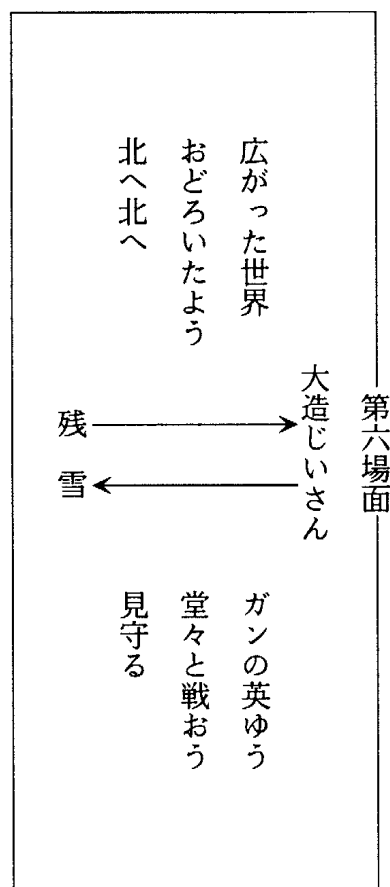 第六場面
大造じいさん
広がった世界
おどろいたよう
北へ北へ
ガンの英ゆう
堂々と戦おう
見守る
残雪